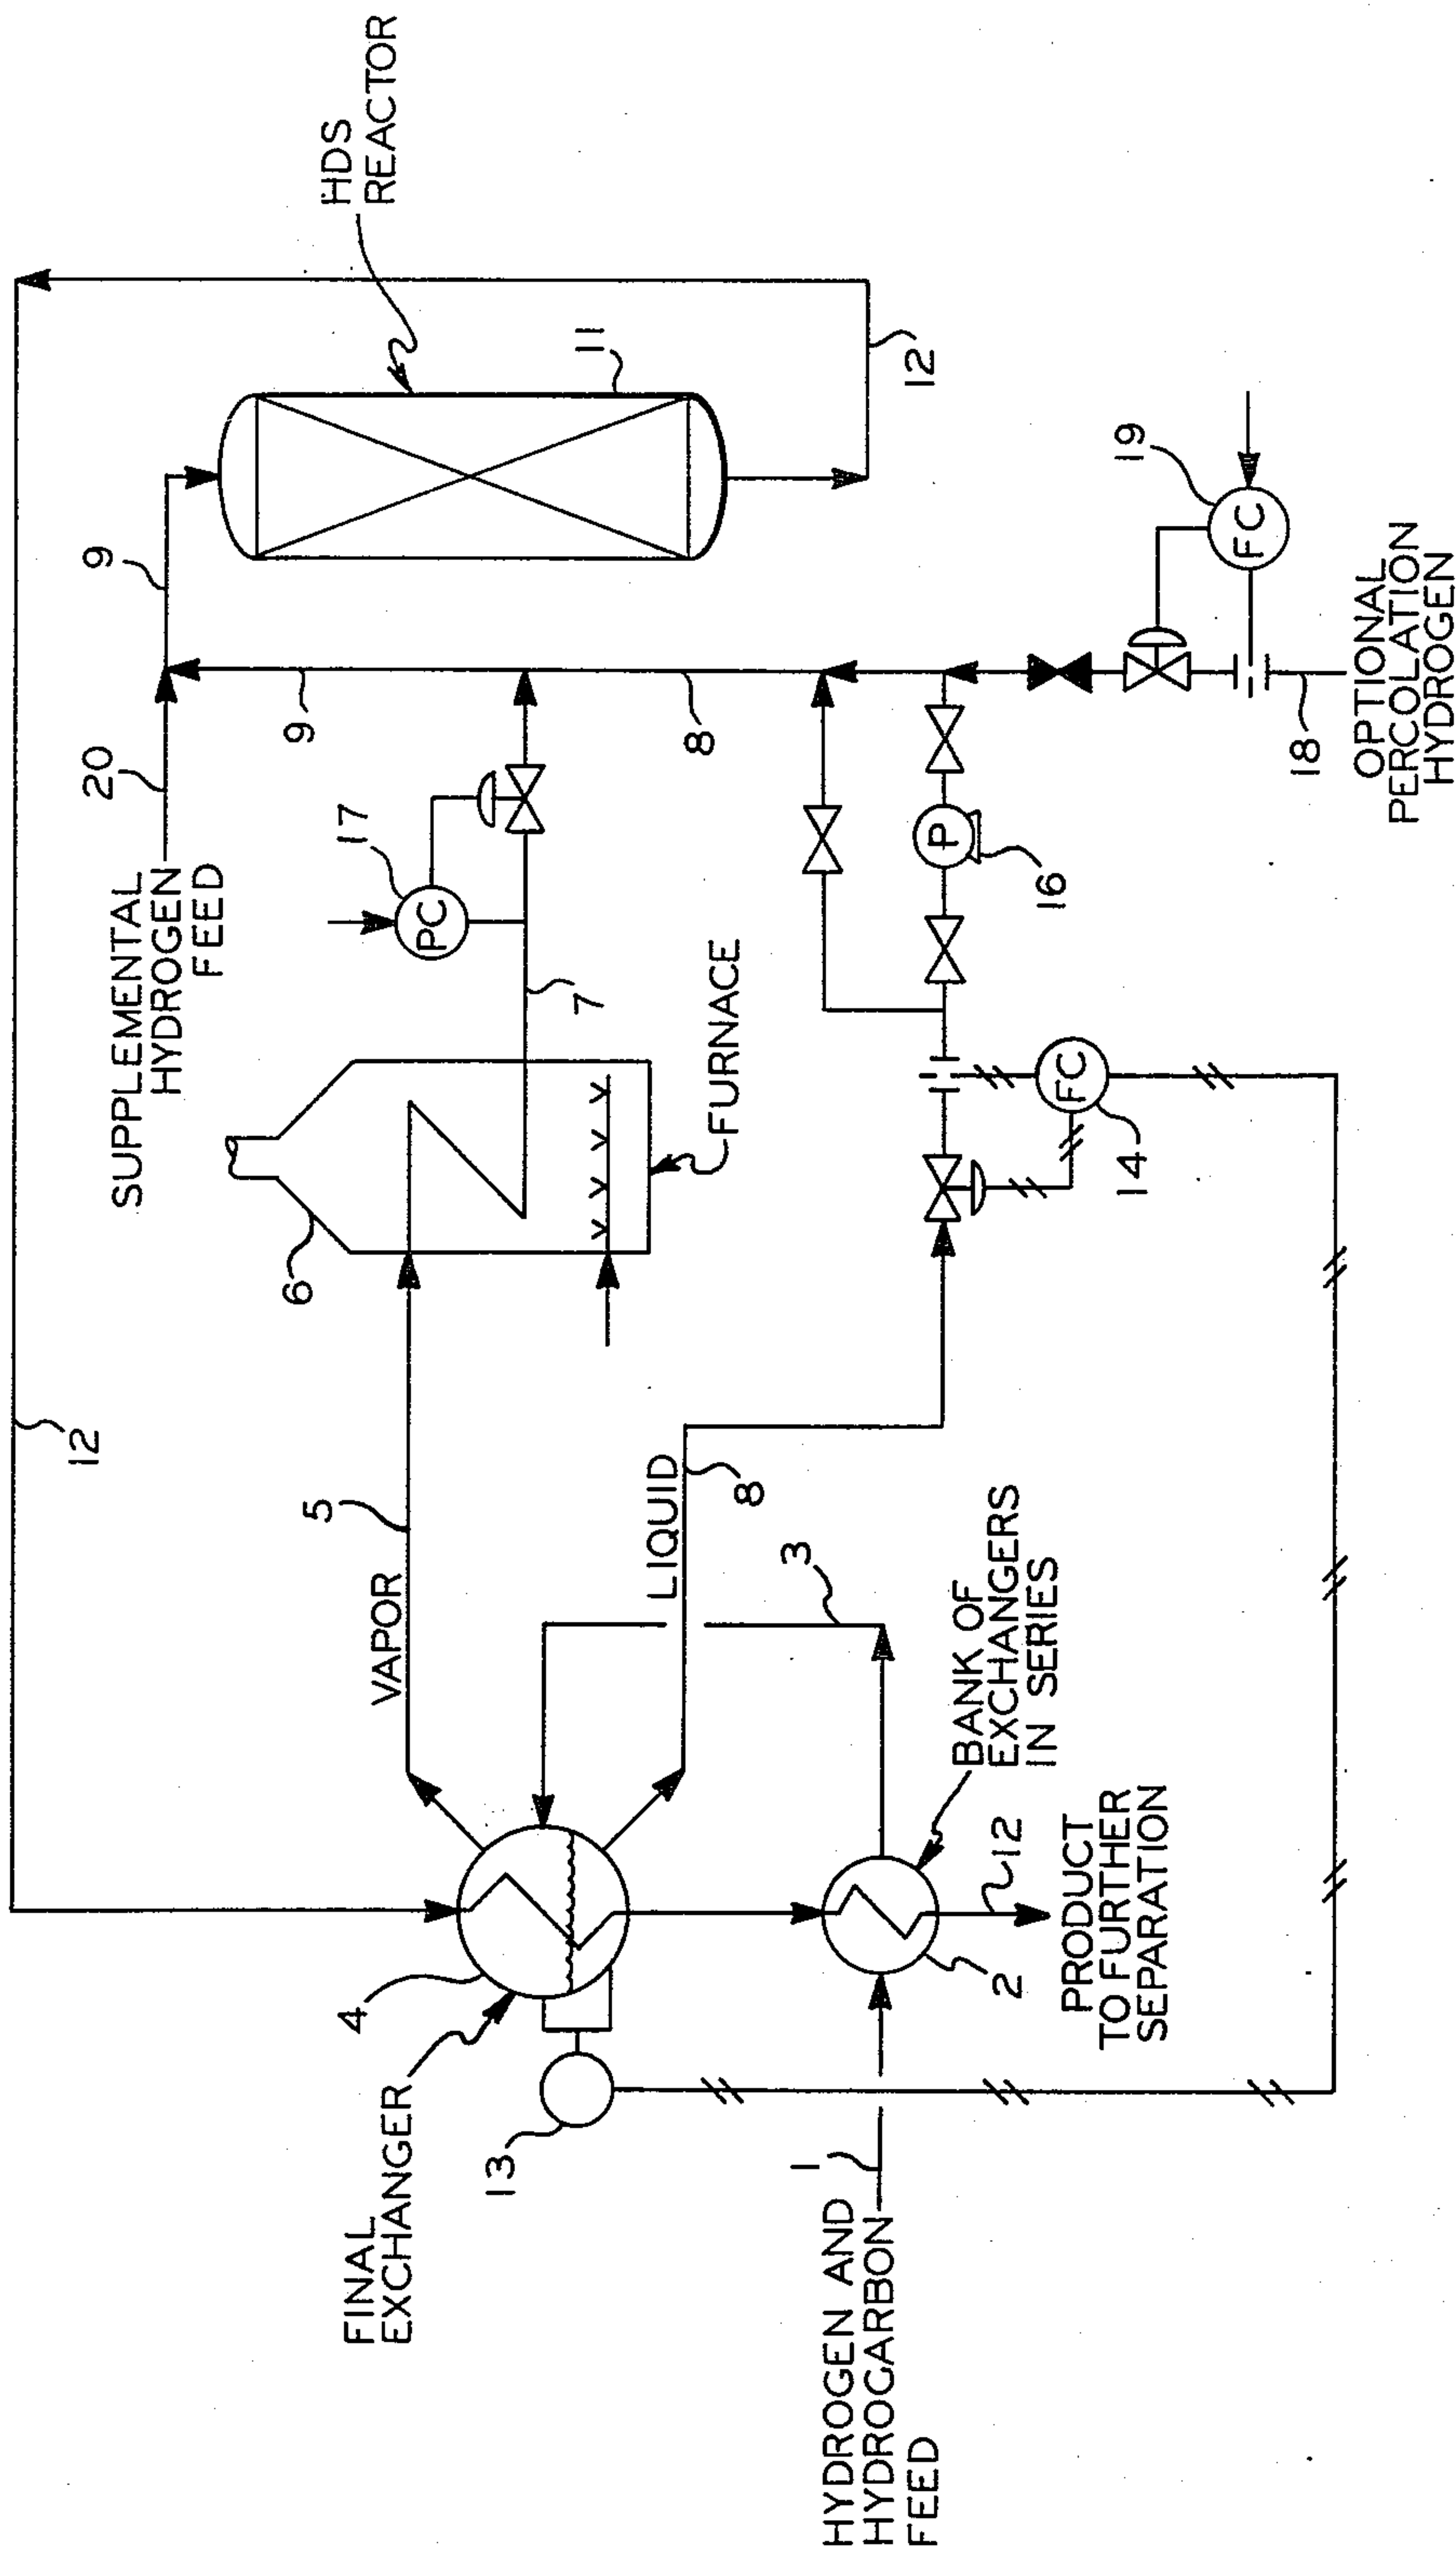 12
SUPPLEMENTAL
HYDROGEN
FEED
20
9
HDS
REACTOR
11
9
12
6
5
VAPOR
17
PC
7
FURNACE
8
LIQUID
8
4
FINAL
EXCHANGER
13
3
BANK OF
EXCHANGERS
IN SERIES
2
12
PRODUCT
TO FURTHER
SEPARATION
1
HYDROGEN AND
HYDROCARBON
FEED
14
FC
P
16
19
FC
18
OPTIONAL
PERCOLATION
HYDROGEN